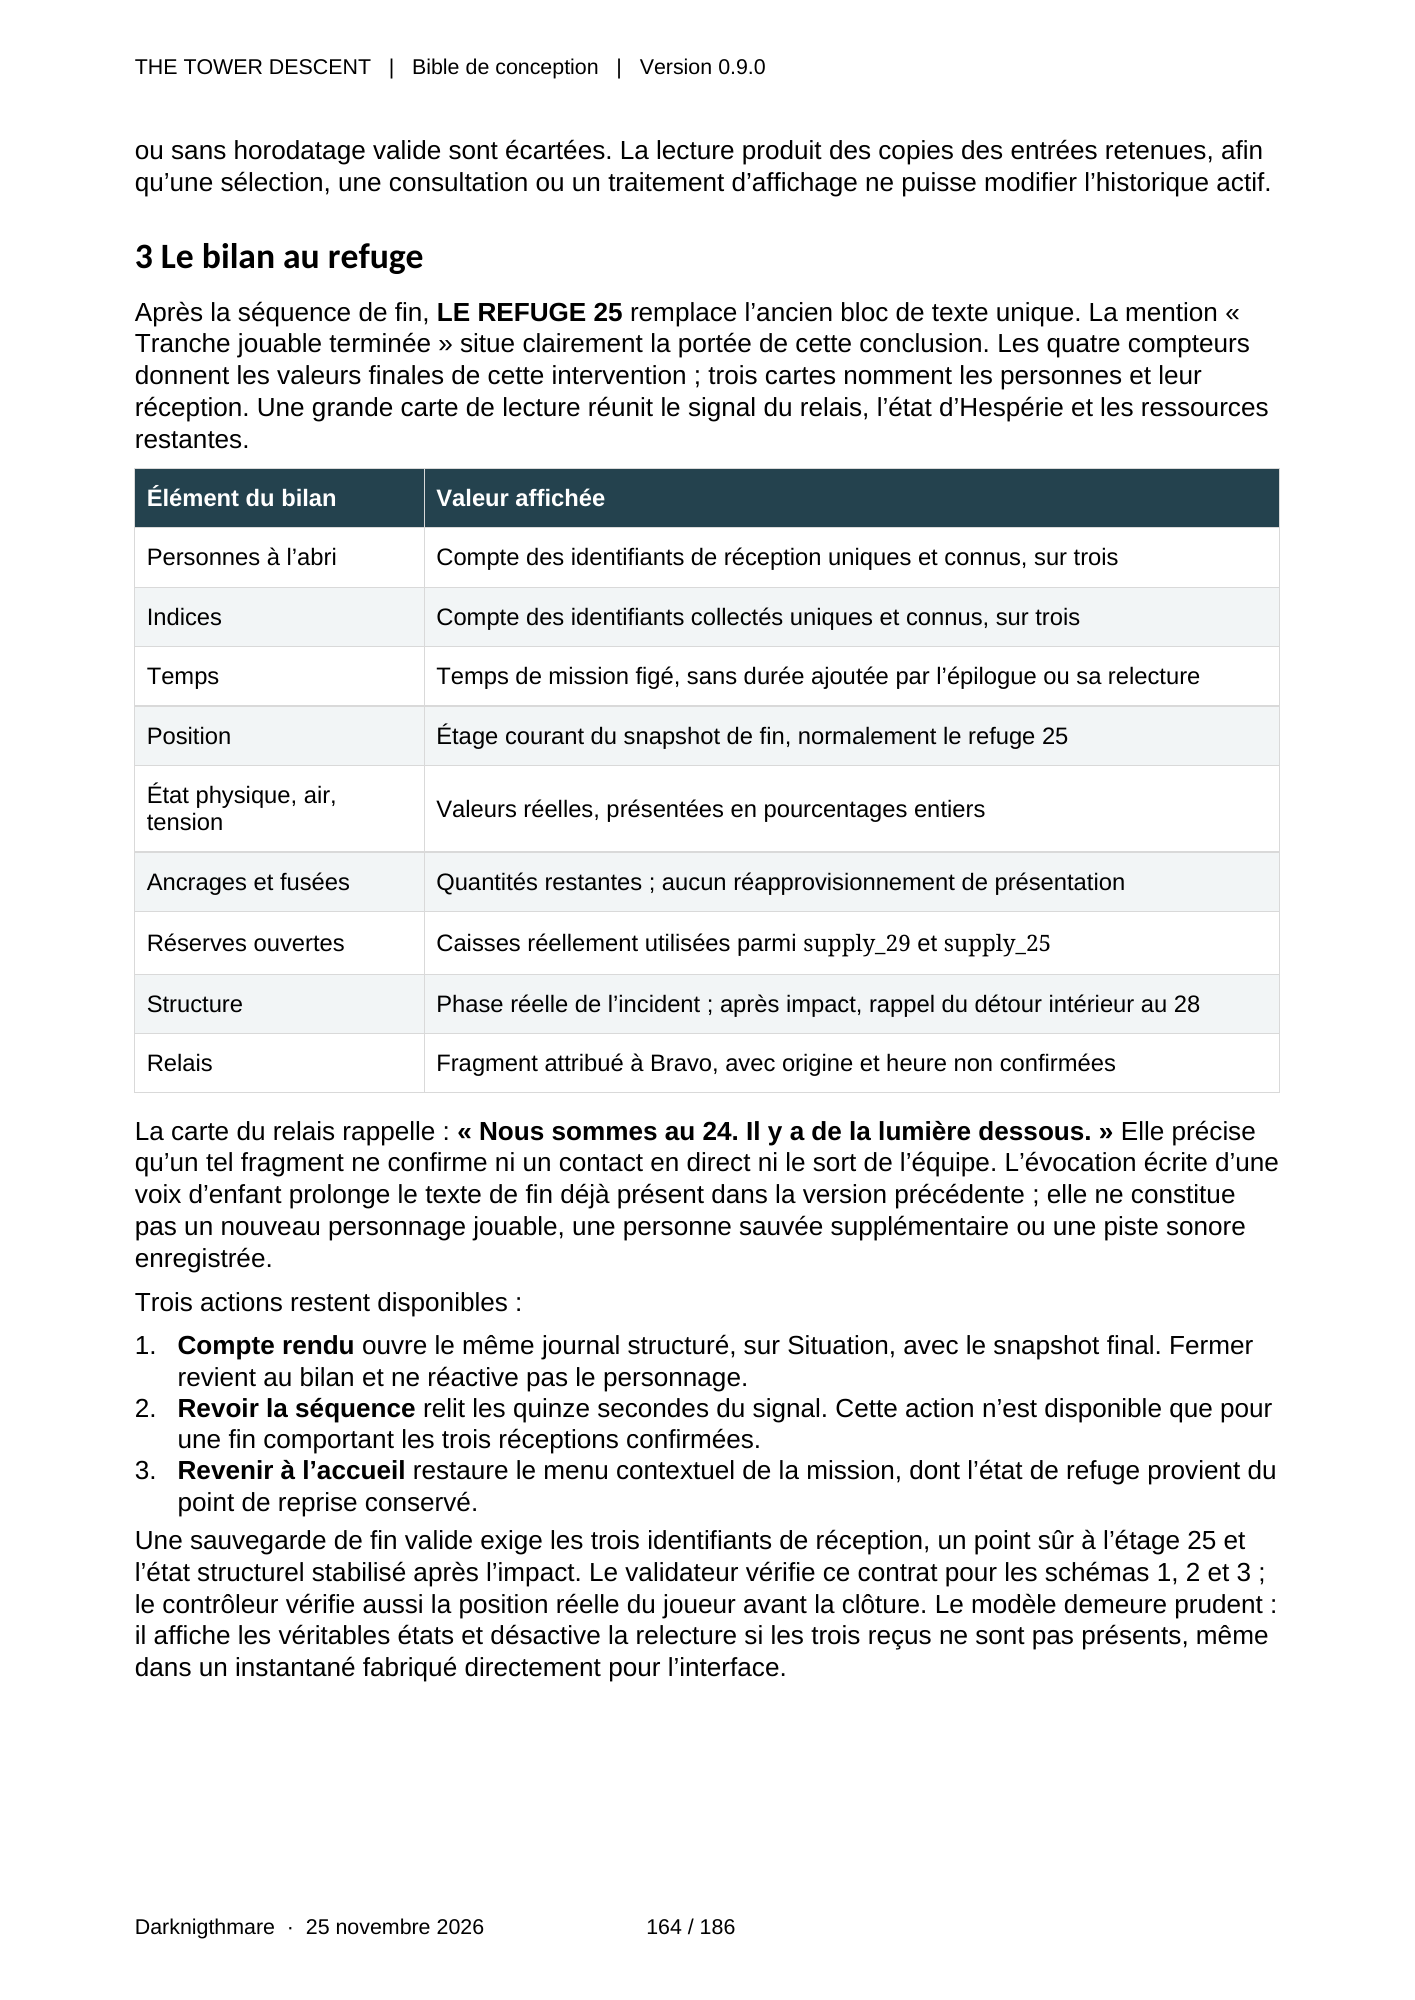 THE TOWER DESCENT | Bible de conception | Version 0.9.0
ou sans horodatage valide sont écartées. La lecture produit des copies des entrées retenues, afin
qu’une sélection, une consultation ou un traitement d’affichage ne puisse modifier l’historique actif.
3 Le bilan au refuge
Après la séquence de fin, LE REFUGE 25 remplace l’ancien bloc de texte unique. La mention «
Tranche jouable terminée » situe clairement la portée de cette conclusion. Les quatre compteurs
donnent les valeurs finales de cette intervention ; trois cartes nomment les personnes et leur
réception. Une grande carte de lecture réunit le signal du relais, l’état d’Hespérie et les ressources
restantes.
Élément du bilan Valeur affichée
Personnes à l’abri Compte des identifiants de réception uniques et connus, sur trois
Indices Compte des identifiants collectés uniques et connus, sur trois
Temps Temps de mission figé, sans durée ajoutée par l’épilogue ou sa relecture
Position Étage courant du snapshot de fin, normalement le refuge 25
État physique, air,
tension Valeurs réelles, présentées en pourcentages entiers
Ancrages et fusées Quantités restantes ; aucun réapprovisionnement de présentation
Réserves ouvertes Caisses réellement utilisées parmi supply_29 et supply_25
Structure Phase réelle de l’incident ; après impact, rappel du détour intérieur au 28
Relais Fragment attribué à Bravo, avec origine et heure non confirmées
La carte du relais rappelle : « Nous sommes au 24. Il y a de la lumière dessous. » Elle précise
qu’un tel fragment ne confirme ni un contact en direct ni le sort de l’équipe. L’évocation écrite d’une
voix d’enfant prolonge le texte de fin déjà présent dans la version précédente ; elle ne constitue
pas un nouveau personnage jouable, une personne sauvée supplémentaire ou une piste sonore
enregistrée.
Trois actions restent disponibles :
1. Compte rendu ouvre le même journal structuré, sur Situation, avec le snapshot final. Fermer
revient au bilan et ne réactive pas le personnage.
2. Revoir la séquence relit les quinze secondes du signal. Cette action n’est disponible que pour
une fin comportant les trois réceptions confirmées.
3. Revenir à l’accueil restaure le menu contextuel de la mission, dont l’état de refuge provient du
point de reprise conservé.
Une sauvegarde de fin valide exige les trois identifiants de réception, un point sûr à l’étage 25 et
l’état structurel stabilisé après l’impact. Le validateur vérifie ce contrat pour les schémas 1, 2 et 3 ;
le contrôleur vérifie aussi la position réelle du joueur avant la clôture. Le modèle demeure prudent :
il affiche les véritables états et désactive la relecture si les trois reçus ne sont pas présents, même
dans un instantané fabriqué directement pour l’interface.
Darknigthmare · 25 novembre 2026 164 / 186